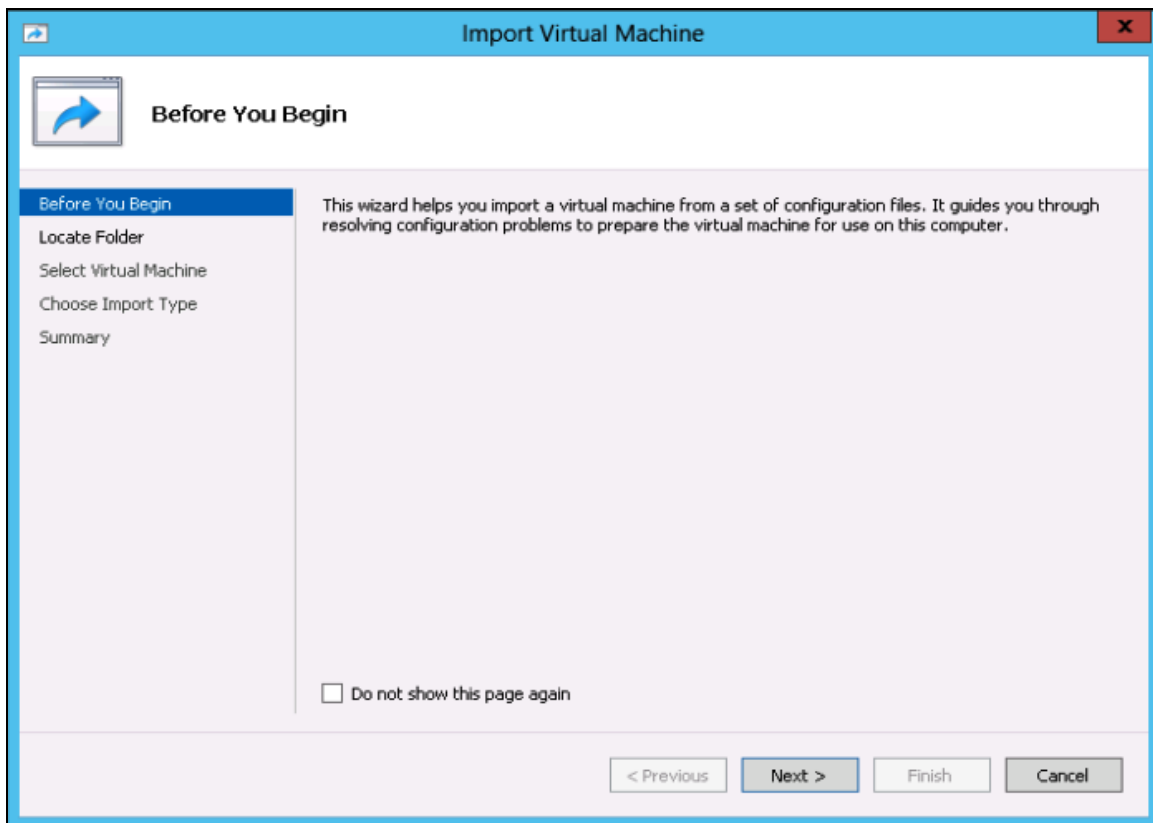 Import Virtual Machine
x
Before You Begin
Before You Begin
Locate Folder
Select Virtual Machine
Choose Import Type
Summary
This wizard helps you import a virtual machine from a set of configuration files. It guides you through
resolving configuration problems to prepare the virtual machine for use on this computer.
Do not show this page again
< Previous
Next >
Finish
Cancel